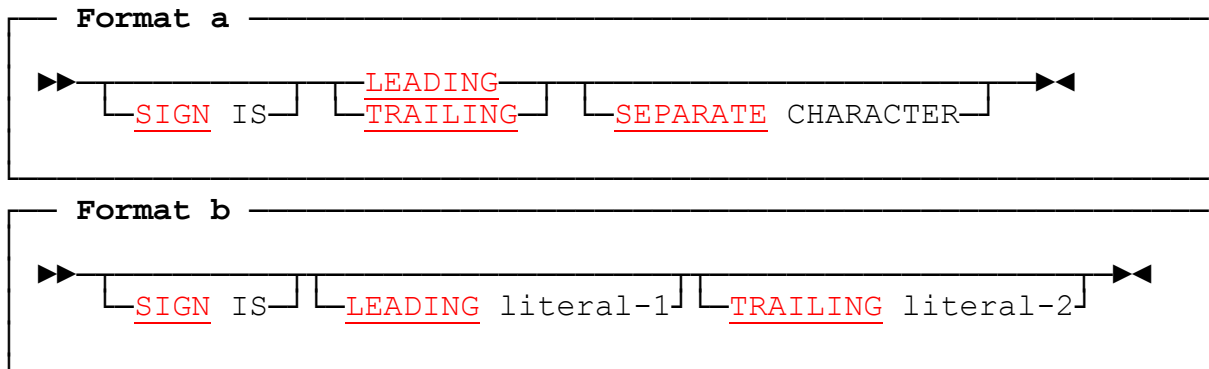 Format a
LEADING
SIGN IS TRAILING SEPARATE CHARACTER
Format b
SIGN IS LEADING literal-1 TRAILING literal-2